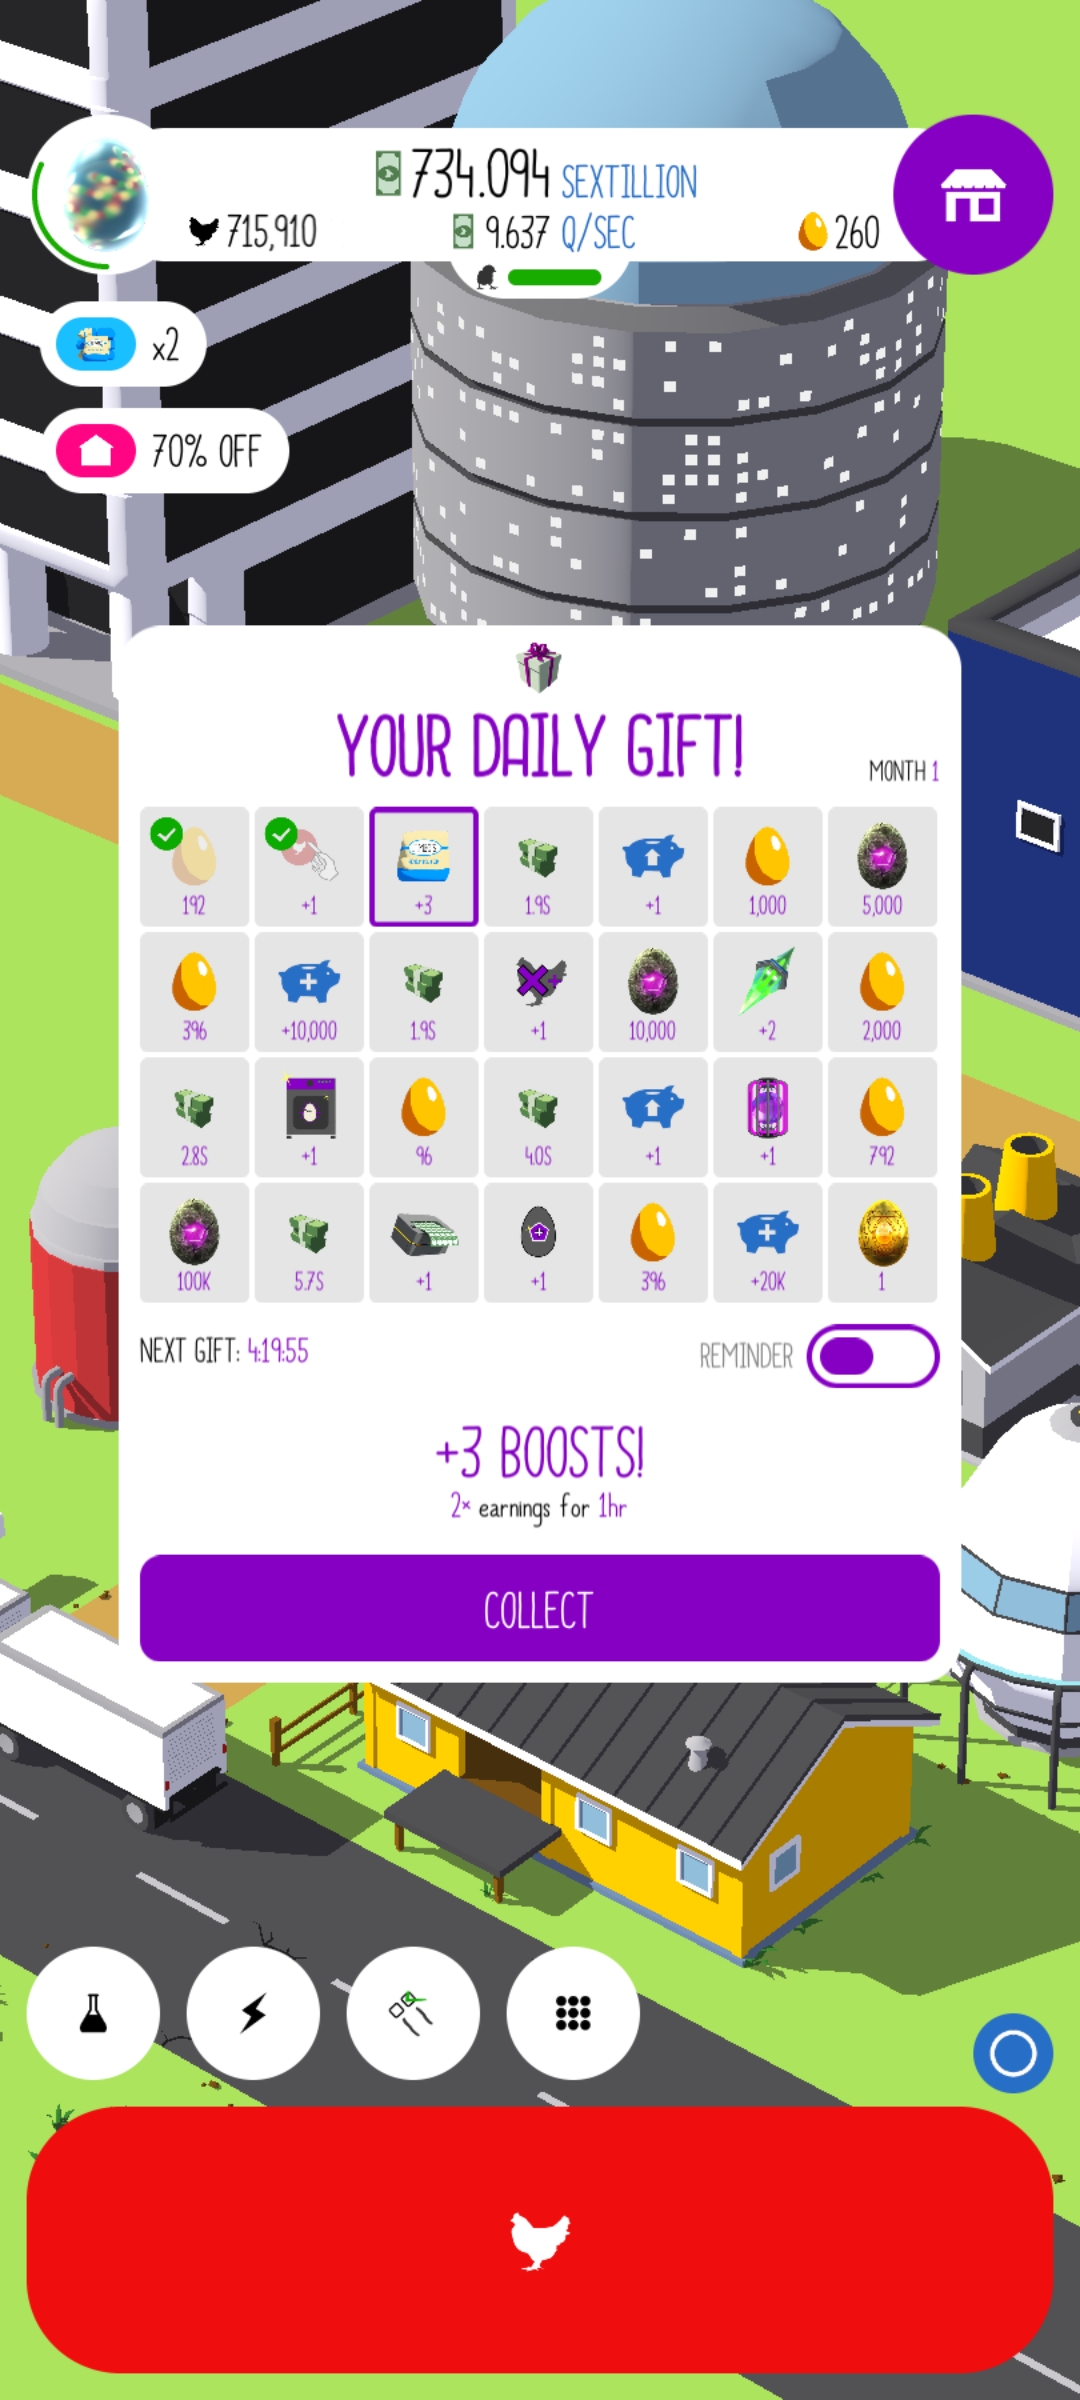 734.094 SEXTILLION
715,910
9.637 Q/SEC
260
x2
70% OFF
YOUR DAILY GIFT!
MONTH 1
192
+1
+3
1.9S
+1
1,000
5,000
396
+10,000
1.9S
+1
10,000
+2
2,000
2.8S
+1
96
4.0S
+1
+1
792
100K
5.7S
+1
+1
396
+20K
1
NEXT GIFT: 4:19:55
REMINDER
+3 BOOSTS!
2× earnings for 1hr
COLLECT